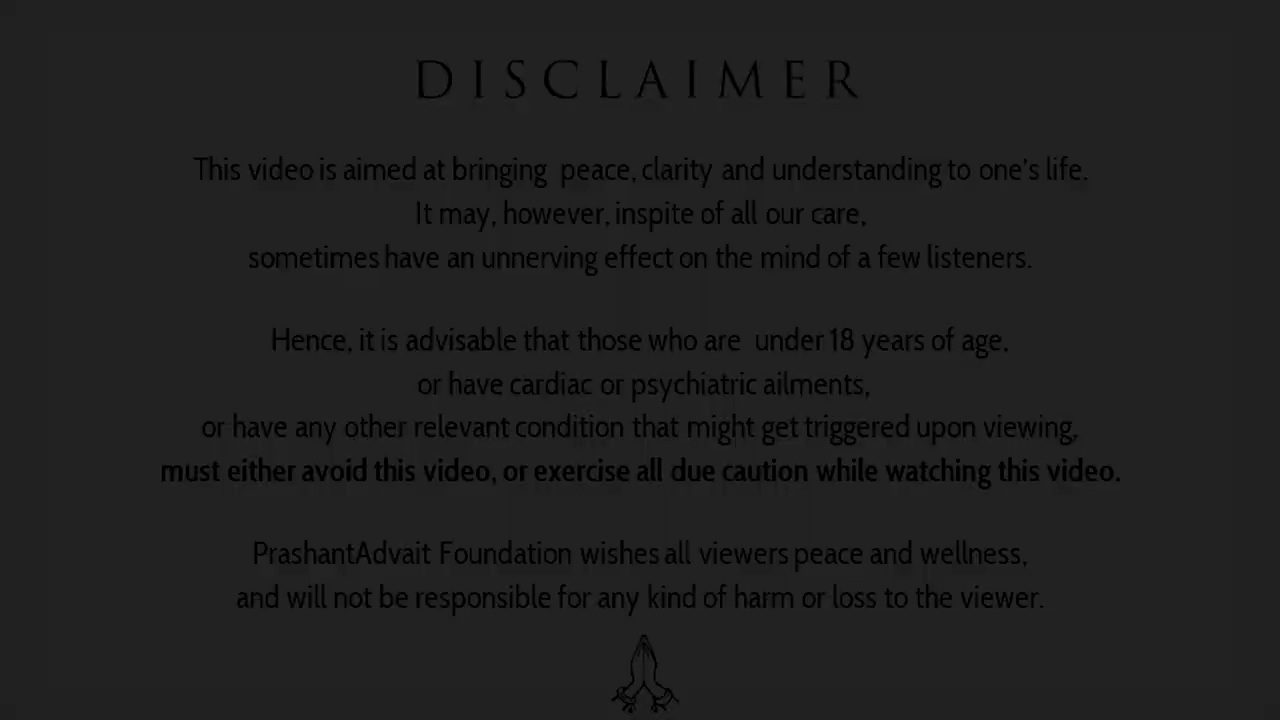 DISCLAIMER
This video is aimed at bringing peace, clarity and understanding to one's life.
It may, however, inspite of all our care,
sometimes have an unnerving effect on the mind of a few listeners.
Hence, it is advisable that those who are under 18 years of age,
or have cardiac or psychiatric ailments,
or have any other relevant condition that might get triggered upon viewing,
must either avoid this video, or exercise all due caution while watching this video.
PrashantAdvait Foundation wishes all viewers peace and wellness,
and will not be responsible for any kind of harm or loss to the viewer.